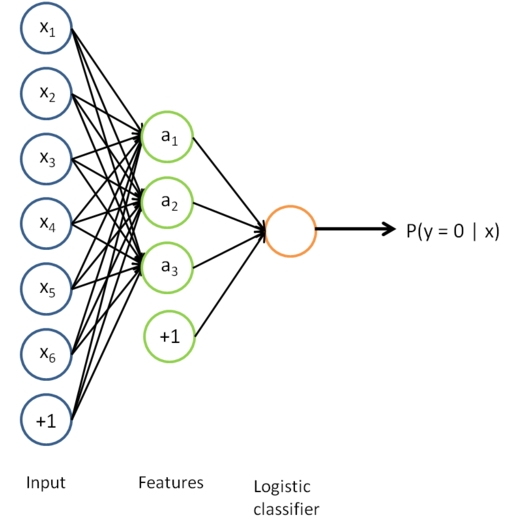 x1
x2
x3
x4
x5
x6
+1
a1
a2
a3
+1
P(y = 0 | x)
Input
Features
Logistic
classifier